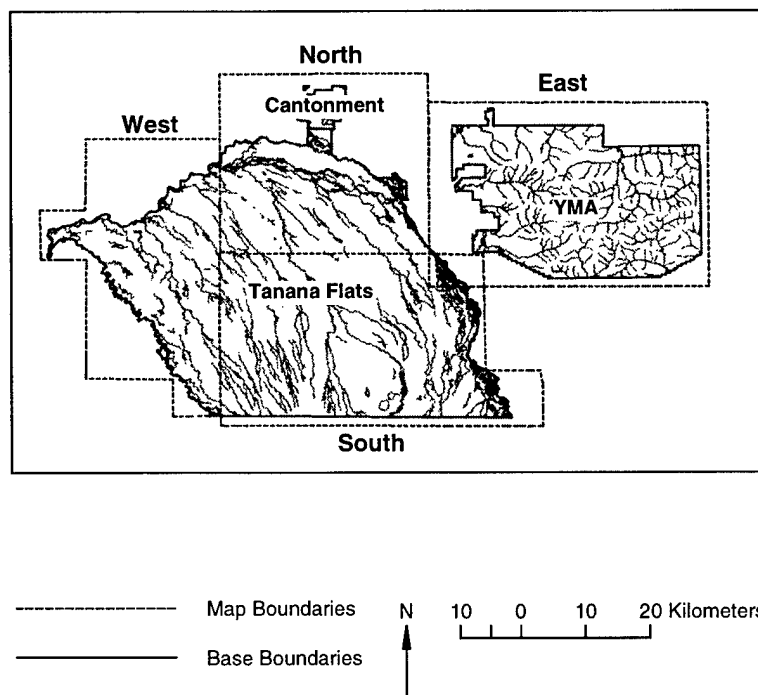 North
East
Cantonment
West
YMA
Tanana Flats
South
Map Boundaries
N
10 0 10 20 Kilometers
Base Boundaries